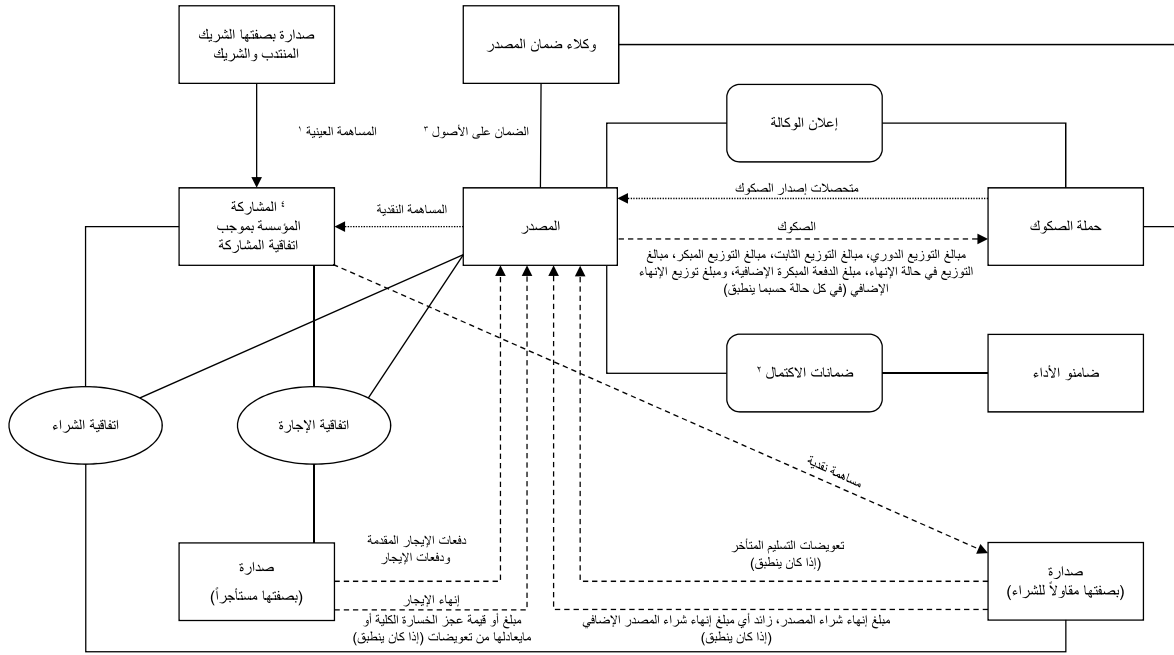 صدارة بصفتها الشريك
المنتدب والشريك
وكلاء ضمان المصدر
إعلان الوكالة
المساهمة العينية ١
الضمان على الأصول ٣
المشاركة ٤
المؤسسة بموجب
اتفاقية المشاركة
المساهمة النقدية
المصدر
متحصلات إصدار الصكوك
الصكوك
حملة الصكوك
مبالغ التوزيع الدوري، مبالغ التوزيع الثابت، مبالغ التوزيع المبكر، مبالغ
التوزيع في حالة الإنهاء، مبلغ الدفعة المبكرة الإضافية، ومبلغ توزيع الإنهاء
الإضافي (في كل حالة حسبما ينطبق)
ضمانات الاكتمال ٢
ضامنو الأداء
اتفاقية الشراء
اتفاقية الإجارة
مساهمة نقدية
دفعات الإيجار المقدمة
ودفعات الإيجار
تعويضات التسليم المتأخر
(إذا كان ينطبق)
صدارة
(بصفتها مستأجراً)
صدارة
(بصفتها مقاولاً للشراء)
إنهاء الإيجار
مبلغ أو قيمة عجز الخسارة الكلية أو
مايعادلها من تعويضات (إذا كان ينطبق)
مبلغ إنهاء شراء المصدر، زائد أي مبلغ إنهاء شراء المصدر الإضافي
(إذا كان ينطبق)